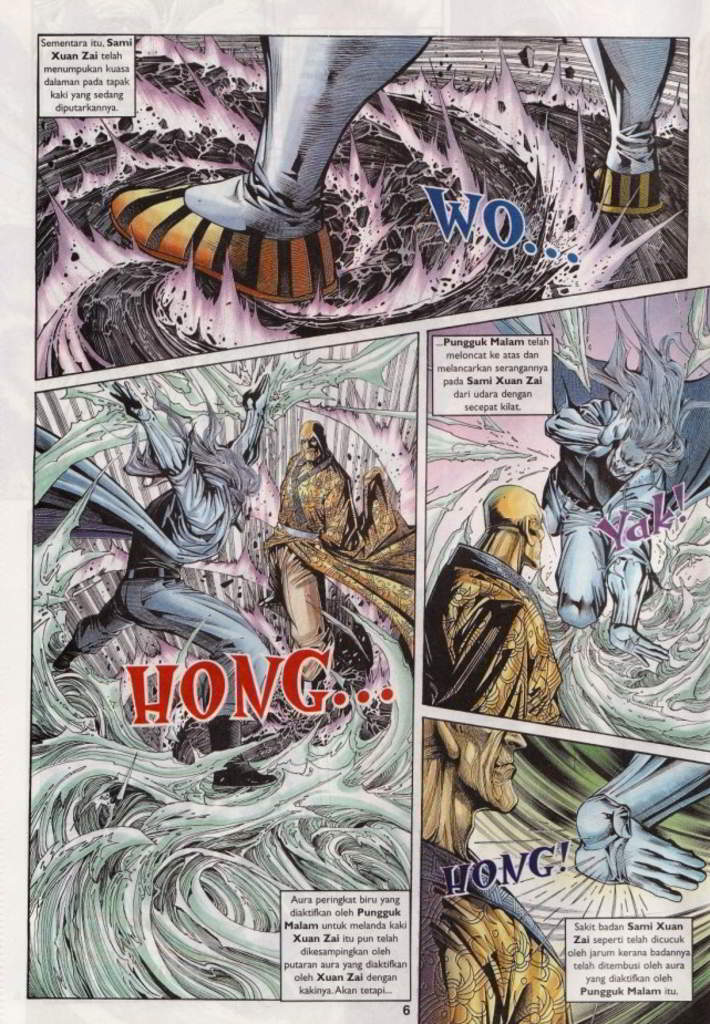 Sementara itu, Sami
Xuan Zai telah
menumpukan kuasa
dalaman pada tapak
kaki yang sedang
diputarkannya.
WO...
HONG...
Aura peringkat biru yang
diaktifkan oleh Pungguk
Malam untuk melanda kaki
Xuan Zai itu pun telah
dikesampingkan oleh
putaran aura yang diaktifkan
oleh Xuan Zai dengan
kakinya. Akan tetapi...
...Pungguk Malam telah
meloncat ke atas dan
melancarkan serangannya
pada Sami Xuan Zai
dari udara dengan
secepat kilat.
Yak!
HONG!
Sakit badan Sami Xuan
Zai seperti telah dicucuk
oleh jarum kerana badannya
telah ditembusi oleh aura
yang diaktifkan oleh
Pungguk Malam itu.
6